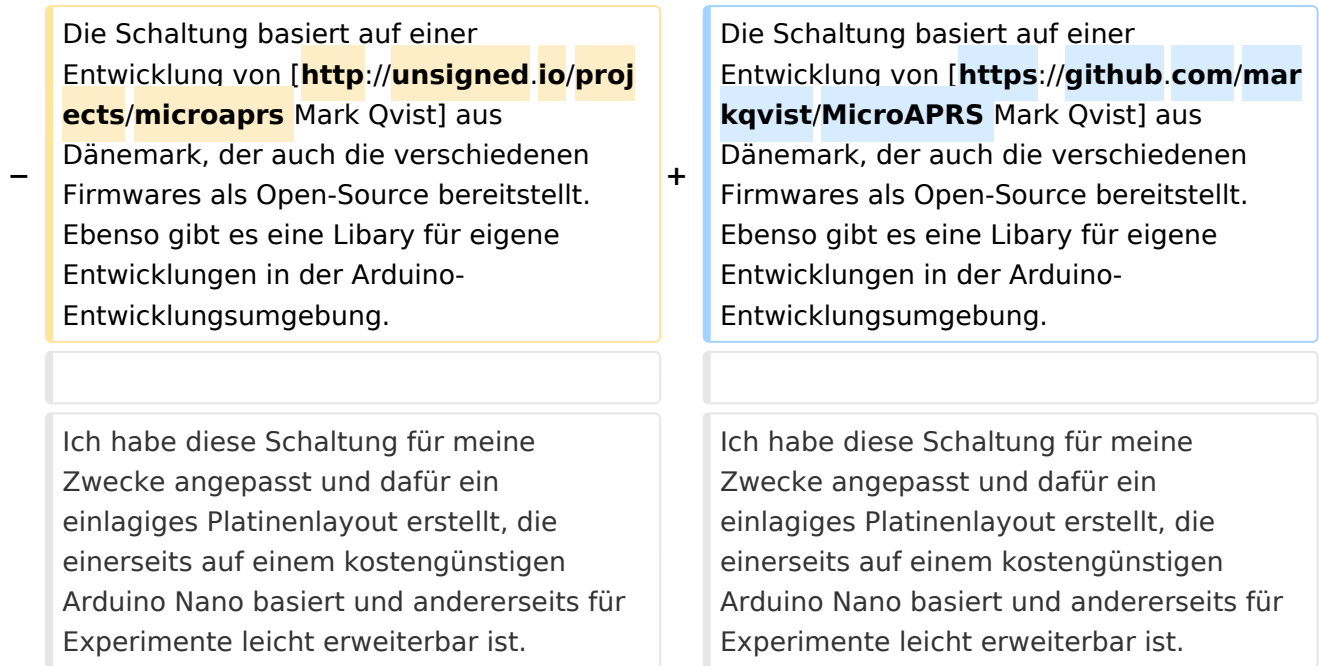 Die Schaltung basiert auf einer
Entwicklung von [http://unsigned.io/proj
ects/microaprs Mark Qvist] aus
Dänemark, der auch die verschiedenen
−
Firmwares als Open-Source bereitstellt.
Ebenso gibt es eine Libary für eigene
Entwicklungen in der Arduino-
Entwicklungsumgebung.
Die Schaltung basiert auf einer
Entwicklung von [https://github.com/mar
kqvist/MicroAPRS Mark Qvist] aus
Dänemark, der auch die verschiedenen
+
Firmwares als Open-Source bereitstellt.
Ebenso gibt es eine Libary für eigene
Entwicklungen in der Arduino-
Entwicklungsumgebung.
Ich habe diese Schaltung für meine
Zwecke angepasst und dafür ein
einlagiges Platinenlayout erstellt, die
einerseits auf einem kostengünstigen
Arduino Nano basiert und andererseits für
Experimente leicht erweiterbar ist.
Ich habe diese Schaltung für meine
Zwecke angepasst und dafür ein
einlagiges Platinenlayout erstellt, die
einerseits auf einem kostengünstigen
Arduino Nano basiert und andererseits für
Experimente leicht erweiterbar ist.